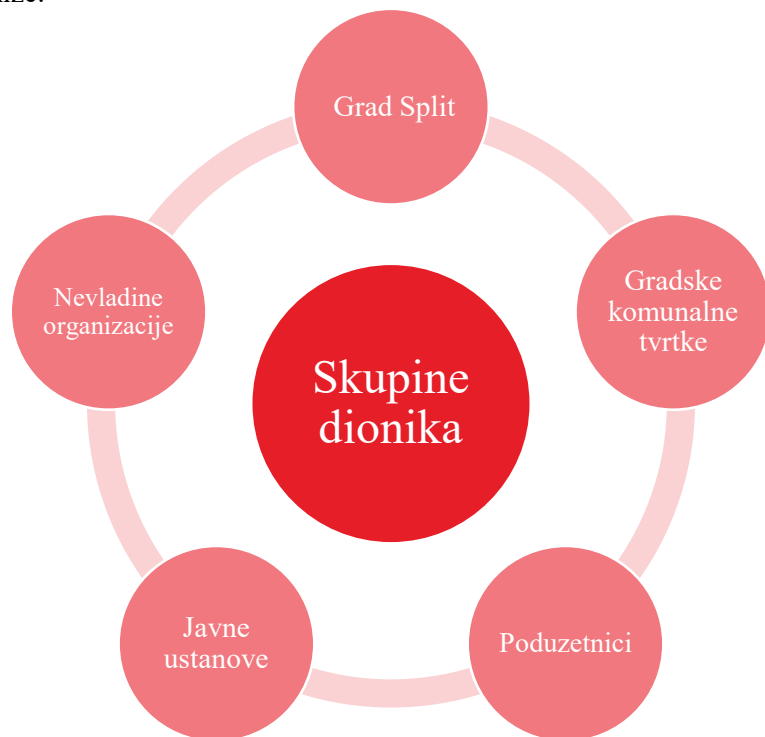 Grad Split
Gradske
komunalne
tvrtke
Poduzetnici
Javne
ustanove
Nevladine
organizacije
Skupine
dionika